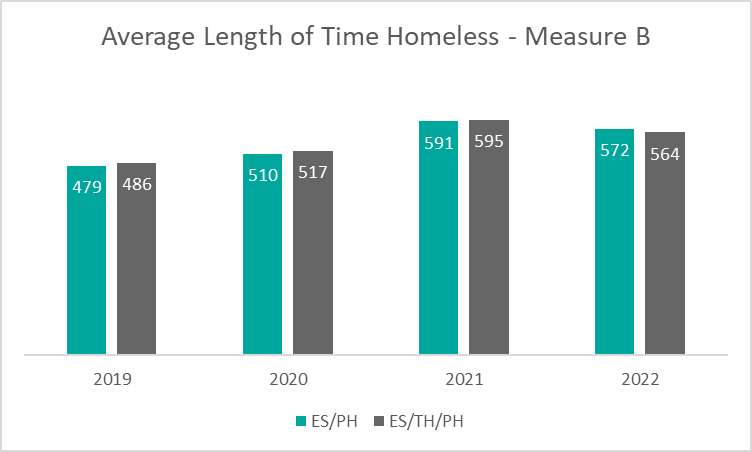 Average Length of Time Homeless - Measure B
479 486 510 517 591 595 572 564
2019 2020 2021 2022
ES/PH ES/TH/PH